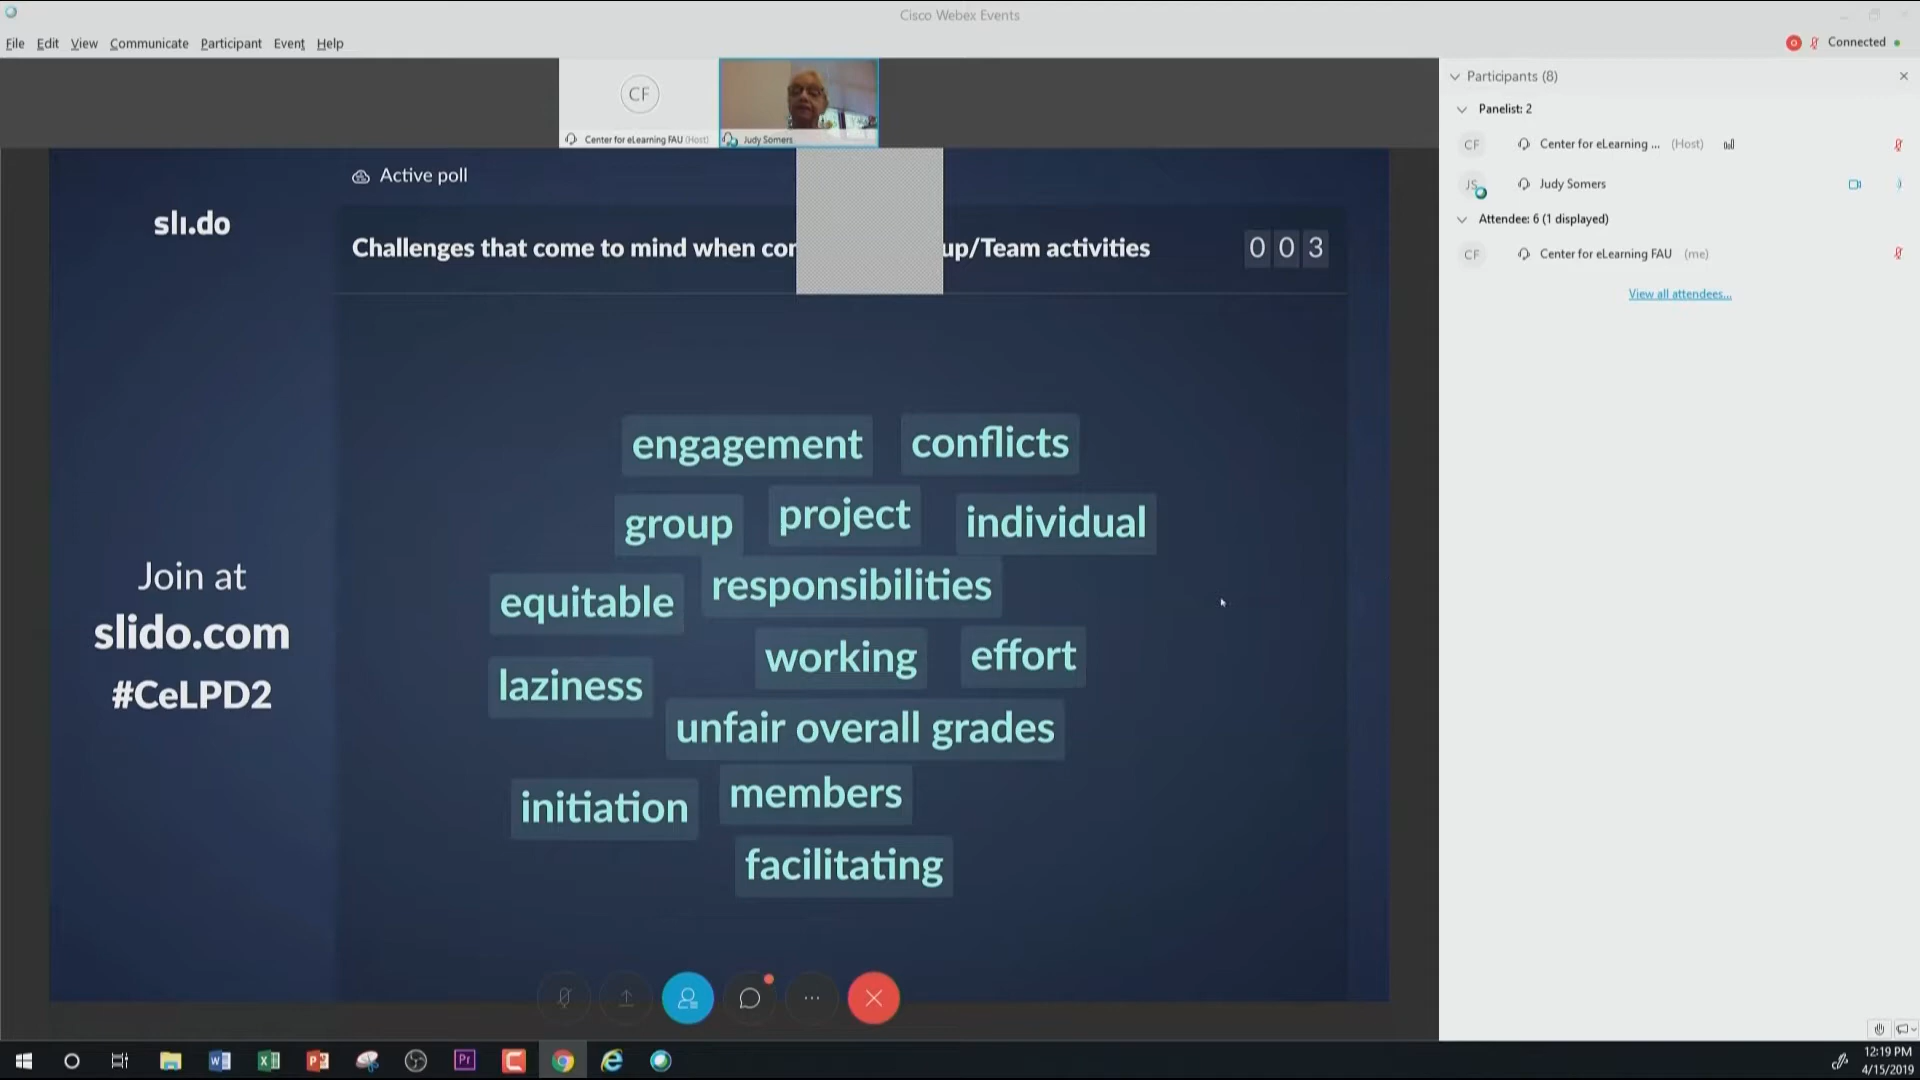 Cisco Webex Events
File Edit View Communicate Participant Event Help
Connected
CF
Center for eLearning FAU (Host)
Judy Somers
Participants (8)
Panelist: 2
CF Center for eLearning ... (Host)
JS Judy Somers
Attendee: 6 (1 displayed)
CF Center for eLearning FAU (me)
View all attendees...
Active poll
sli.do
Challenges that come to mind when
up/Team activities
0 0 3
engagement conflicts
group project individual
equitable responsibilities
working effort
laziness
unfair overall grades
initiation members
facilitating
Join at
slido.com
#CeLPD2
12:19 PM
4/15/2019